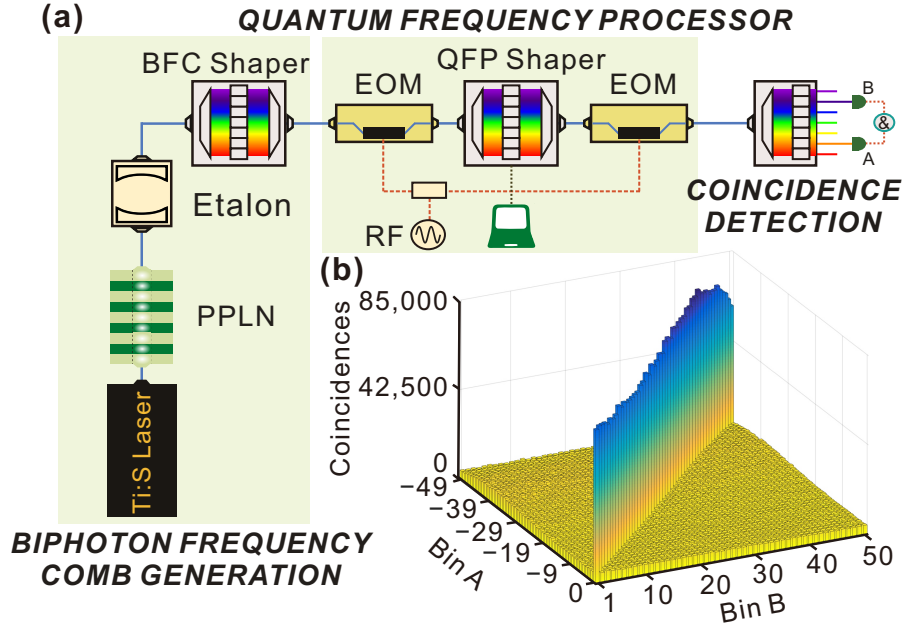 (a)
QUANTUM FREQUENCY PROCESSOR
BFC Shaper
EOM
QFP Shaper
EOM
B
&
A
Etalon
RF
COINCIDENCE
DETECTION
PPLN
Ti:S Laser
BIPHOTON FREQUENCY
COMB GENERATION
(b)
Coincidences
85,000
42,500
0
−49
−39
−29
−19
−9
0
Bin A
1
10
20
30
40
50
Bin B